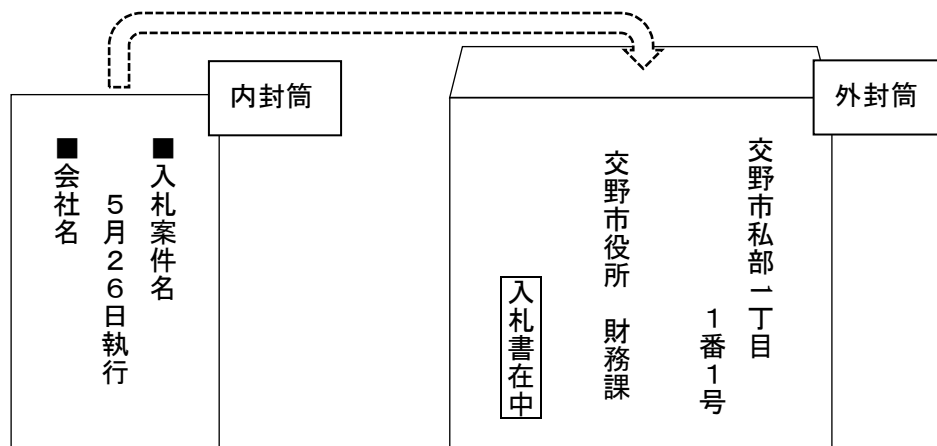 内封筒
■入札案件名
５月２６日執行
■会社名
外封筒
交野市私部一丁目
１番１号
交野市役所　財務課
入札書在中